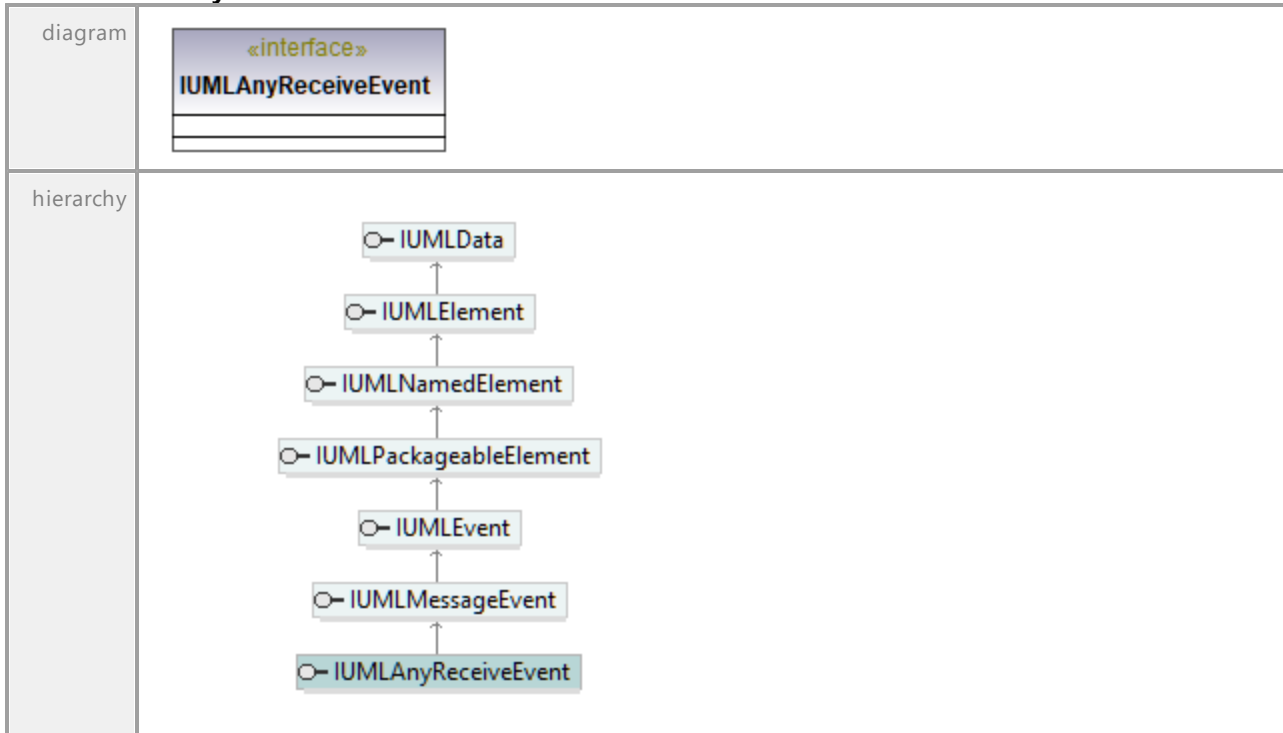 diagram
«interface»
IUMLAnyReceiveEvent
hierarchy
IUMLData
IUMLElement
IUMLNamedElement
IUMLPackageableElement
IUMLEvent
IUMLMessageEvent
IUMLAnyReceiveEvent